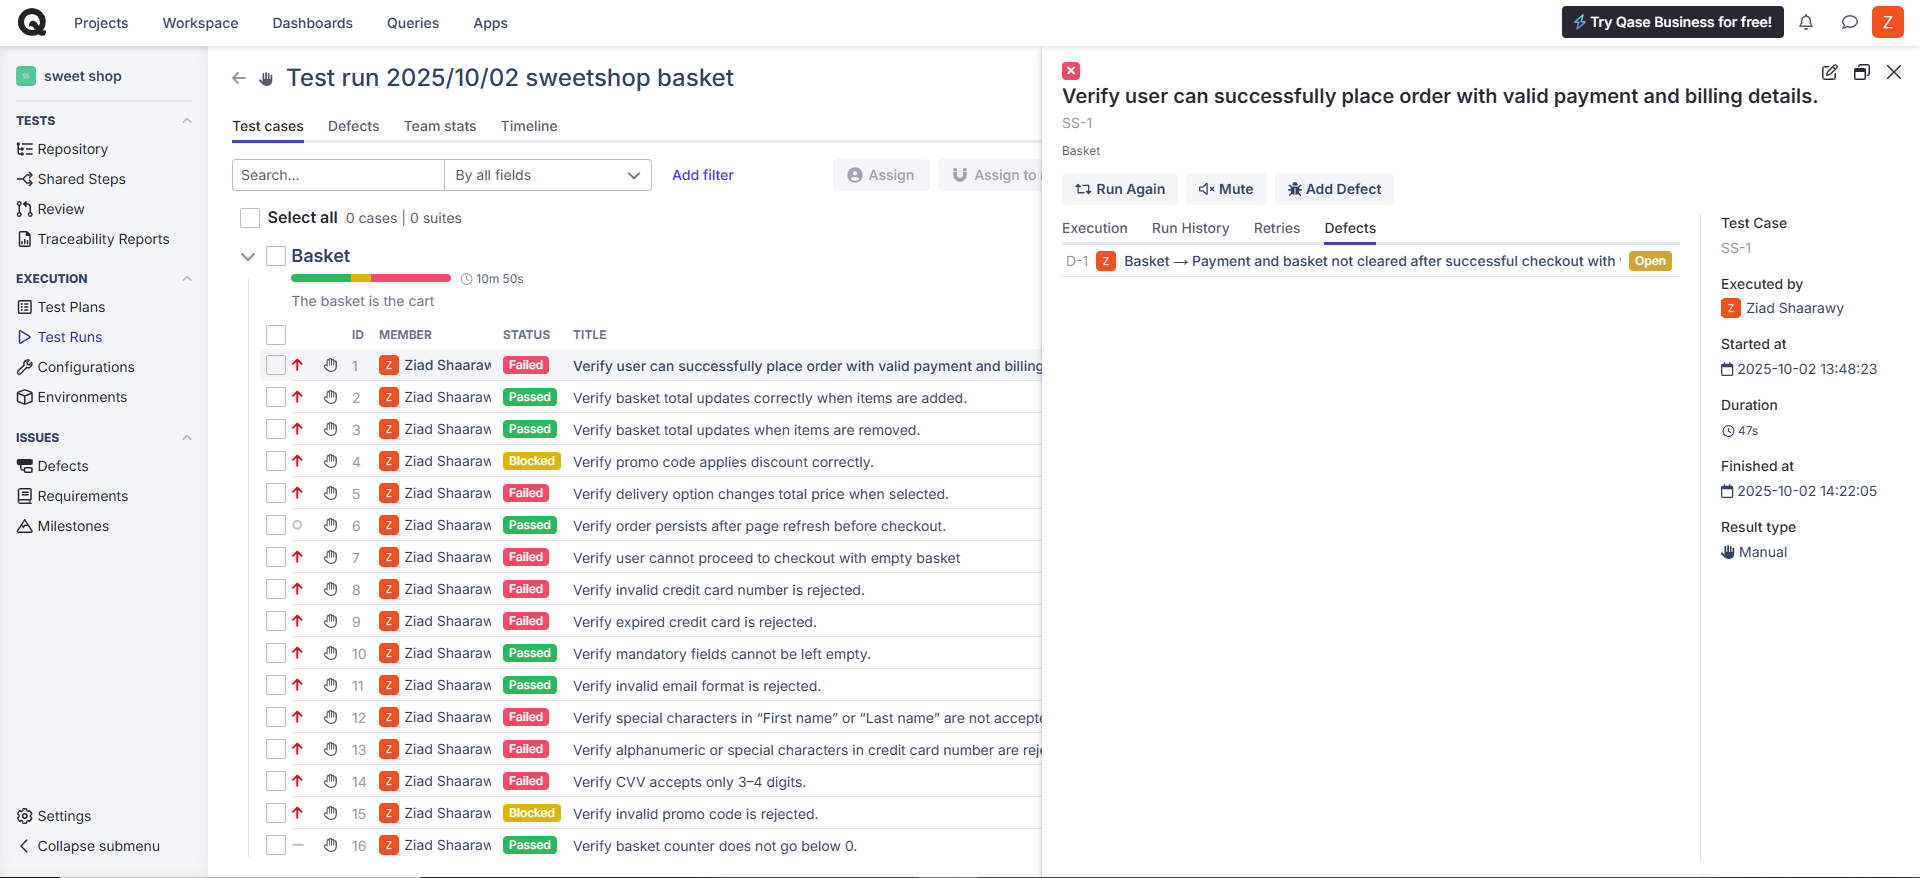 Projects
Workspace
Dashboards
Queries
Apps
Try Qase Business for free!
Z
SS
sweet shop
TESTS
Repository
Shared Steps
Review
Traceability Reports
EXECUTION
Test Plans
Test Runs
Configurations
Environments
ISSUES
Defects
Requirements
Milestones
Settings
Collapse submenu
Test run 2025/10/02 sweetshop basket
Test cases
Defects
Team stats
Timeline
Search...
By all fields
Add filter
Assign
Assign to
Select all 0 cases | 0 suites
Basket
10m 50s
The basket is the cart
ID MEMBER STATUS TITLE
1 Z Ziad Shaaraw Failed Verify user can successfully place order with valid payment and billing
2 Z Ziad Shaaraw Passed Verify basket total updates correctly when items are added.
3 Z Ziad Shaaraw Passed Verify basket total updates when items are removed.
4 Z Ziad Shaaraw Blocked Verify promo code applies discount correctly.
5 Z Ziad Shaaraw Failed Verify delivery option changes total price when selected.
6 Z Ziad Shaaraw Passed Verify order persists after page refresh before checkout.
7 Z Ziad Shaaraw Failed Verify user cannot proceed to checkout with empty basket
8 Z Ziad Shaaraw Failed Verify invalid credit card number is rejected.
9 Z Ziad Shaaraw Failed Verify expired credit card is rejected.
10 Z Ziad Shaaraw Passed Verify mandatory fields cannot be left empty.
11 Z Ziad Shaaraw Passed Verify invalid email format is rejected.
12 Z Ziad Shaaraw Failed Verify special characters in “First name” or “Last name” are not accepte
13 Z Ziad Shaaraw Failed Verify alphanumeric or special characters in credit card number are rej
14 Z Ziad Shaaraw Failed Verify CVV accepts only 3–4 digits.
15 Z Ziad Shaaraw Blocked Verify invalid promo code is rejected.
16 Z Ziad Shaaraw Passed Verify basket counter does not go below 0.
Verify user can successfully place order with valid payment and billing details.
SS-1
Basket
Run Again
Mute
Add Defect
Execution
Run History
Retries
Defects
D-1 Z Basket → Payment and basket not cleared after successful checkout with Open
Test Case
SS-1
Executed by
Z Ziad Shaarawy
Started at
2025-10-02 13:48:23
Duration
47s
Finished at
2025-10-02 14:22:05
Result type
Manual